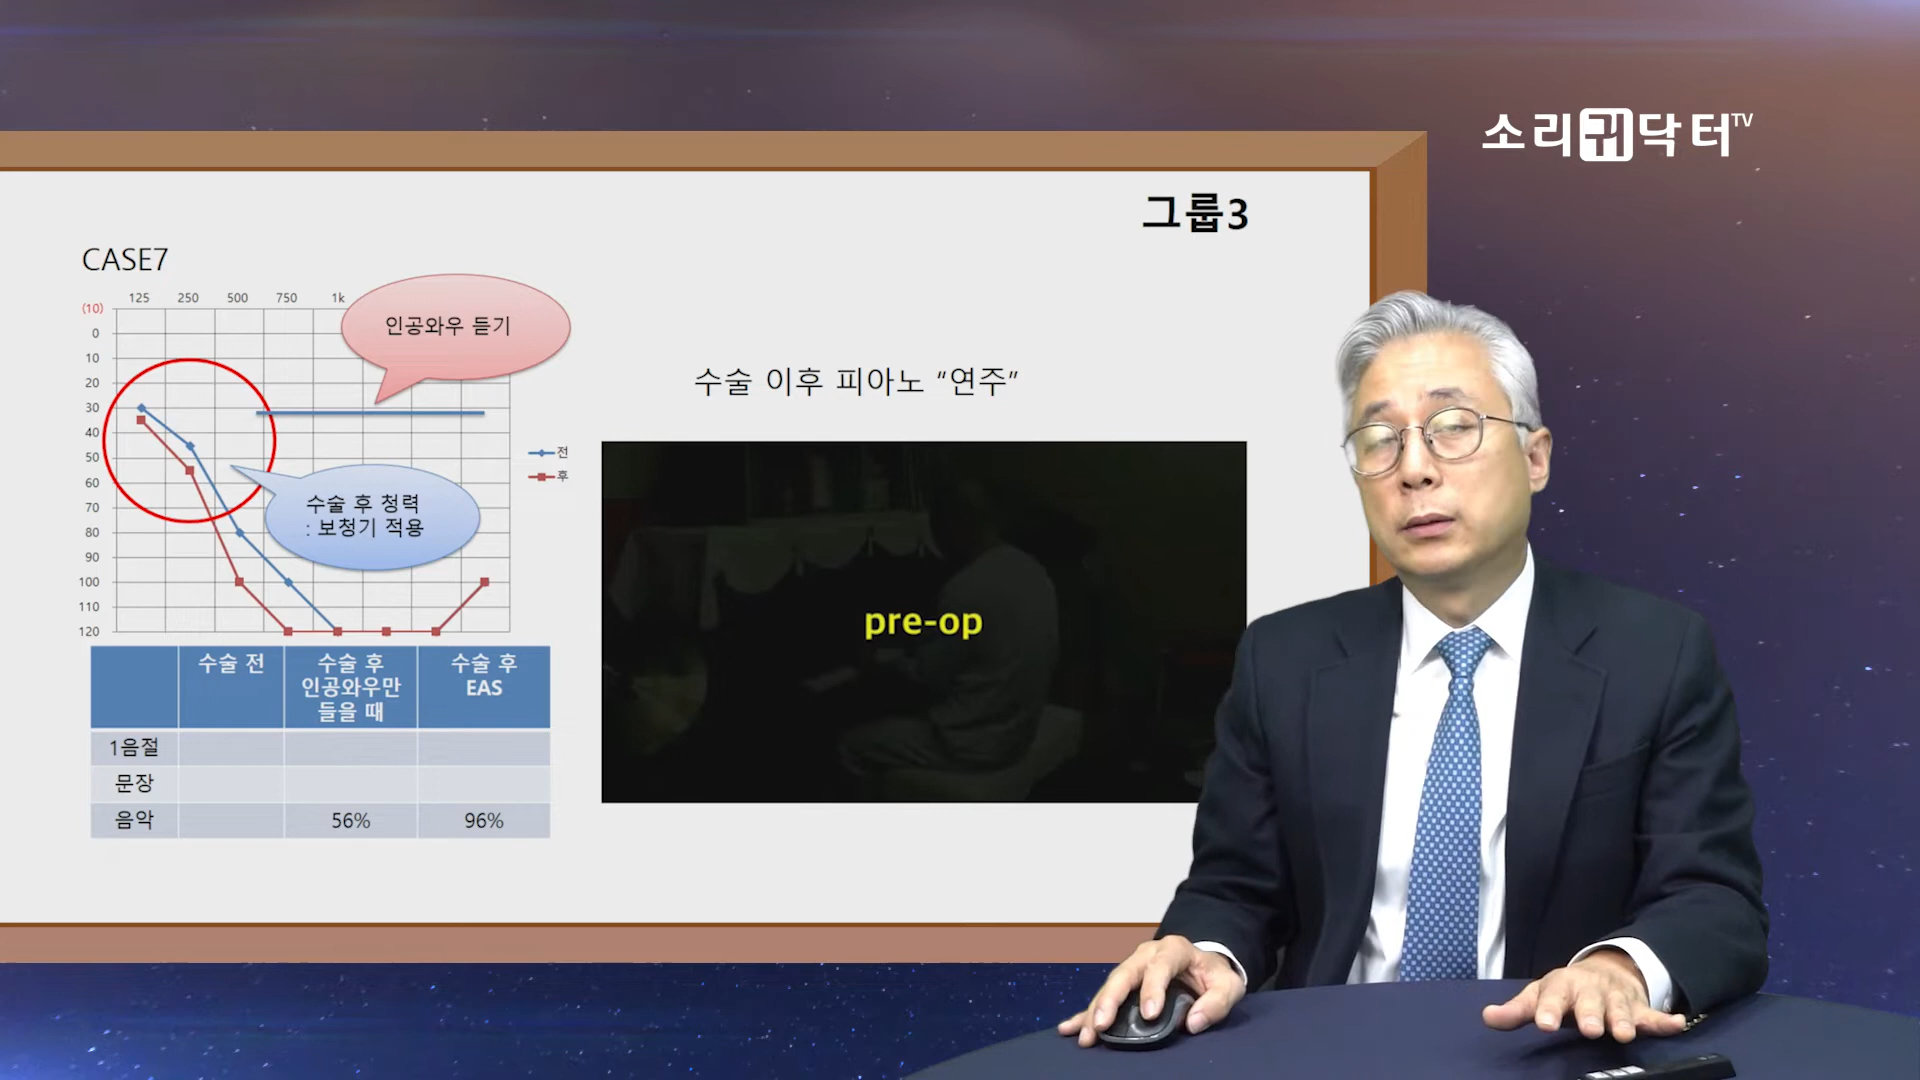 소리귀닥터TV
그룹3
CASE7
125 250 500 750 1k
(10)
0
10
20
30
40
50
60
70
80
90
100
110
120
인공와우 듣기
수술 후 청력
: 보청기 적용
전
후
수술 이후 피아노 “연주”
pre-op
수술 전
수술 후
인공와우만
들을 때
수술 후
EAS
1음절
문장
음악 56% 96%